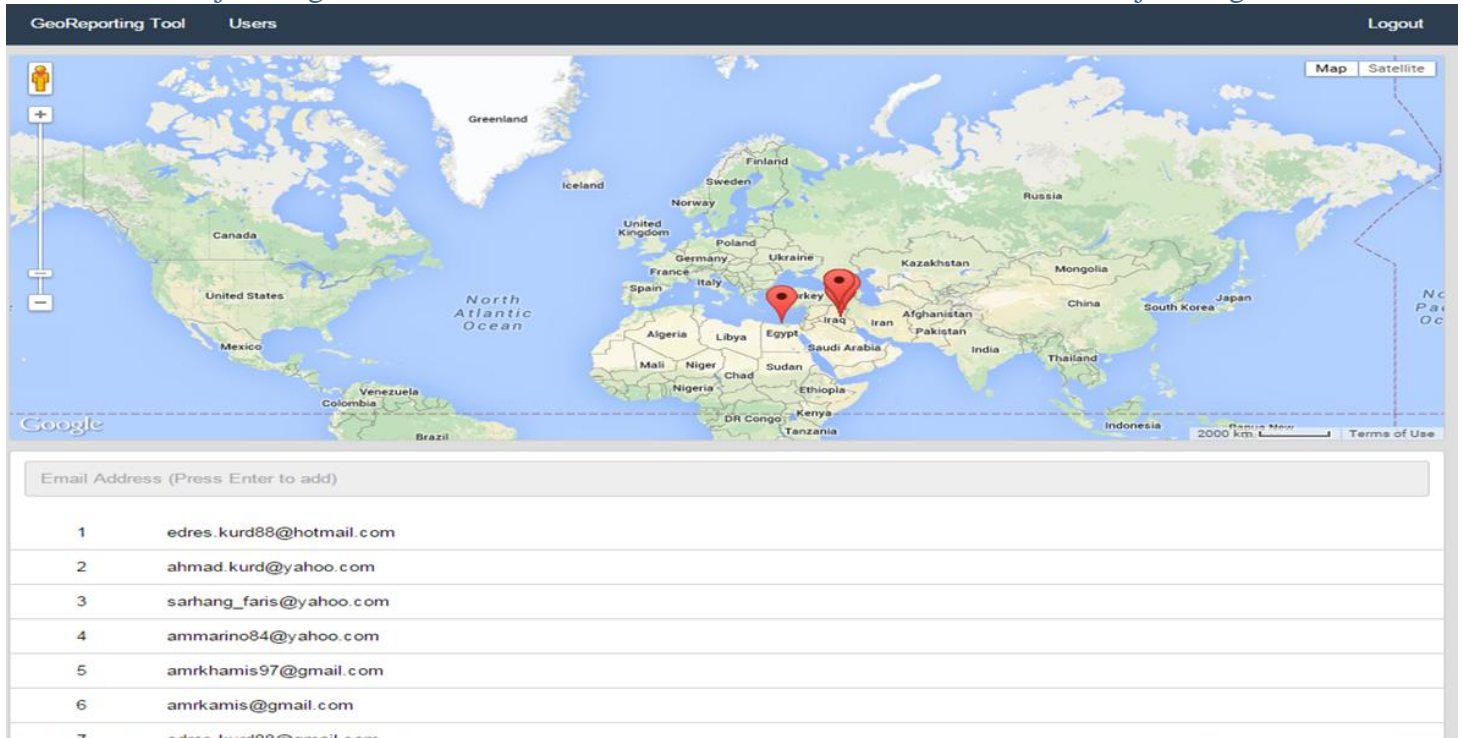 GeoReporting Tool Users Logout
Map Satellite
Greenland
Finland
Iceland
Sweden
Russia
Norway
United
Kingdom
Canada
Poland
Germany
Ukraine
Kazakhstan
Mongolia
France
Italy
Spain
United States
North
Atlantic
Ocean
rkey
China
South Korea
Japan
Afghanistan
Iraq
Iran
Pakistan
Algeria
Libya
Egypt
Saudi Arabia
India
Thailand
Mexico
Mali
Niger
Chad
Sudan
Nigeria
Ethiopia
Venezuela
Colombia
DR Congo
Kenya
Tanzania
Brazil
Indonesia
Papua New
Google
2000 km
Terms of Use
Email Address (Press Enter to add)
1 edres.kurd88@hotmail.com
2 ahmad.kurd@yahoo.com
3 sarhang_faris@yahoo.com
4 ammarino84@yahoo.com
5 amrkhamis97@gmail.com
6 amrkamis@gmail.com